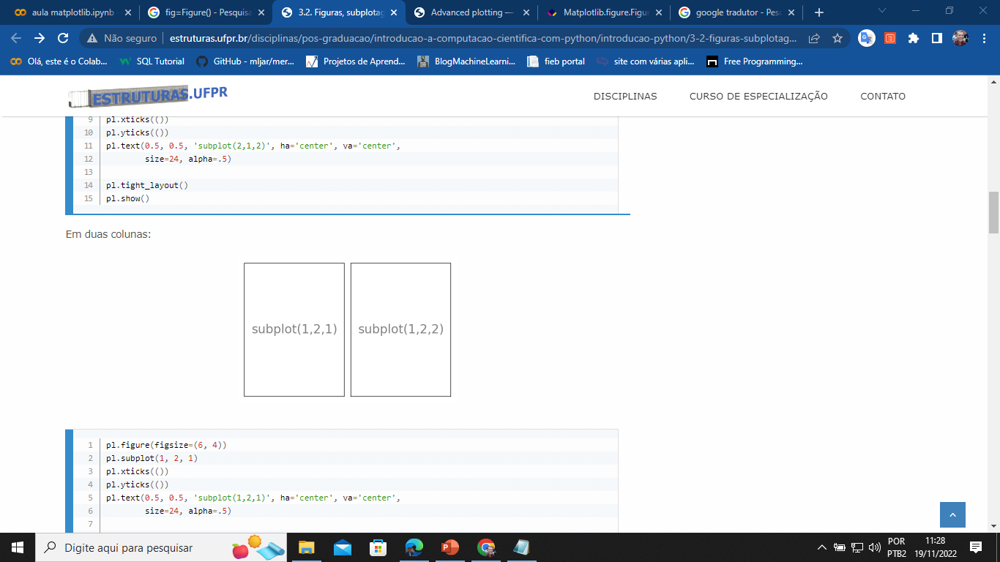 aula matplotlib.ipynb
fig=Figure() - Pesquisa
3.2. Figuras, subplotag
Advanced plotting —
Matplotlib.figure.Figur
google tradutor - Pes
Não seguro
estruturas.ufpr.br/disciplinas/pos-graduacao/introducao-a-computacao-cientifica-com-python/introducao-python/3-2-figuras-subplotag...
Olá, este é o Colab...
SQL Tutorial
GitHub - mljar/mer...
Projetos de Aprend...
BlogMachineLearni...
fieb portal
site com várias apli...
Free Programming...
ESTRUTURAS.UFPR
DISCIPLINAS
CURSO DE ESPECIALIZAÇÃO
CONTATO
9 pl.xticks(())
10 pl.yticks(())
11 pl.text(0.5, 0.5, 'subplot(2,1,2)', ha='center', va='center',
12 size=24, alpha=.5)
13
14 pl.tight_layout()
15 pl.show()
Em duas colunas:
subplot(1,2,1)
subplot(1,2,2)
1 pl.figure(figsize=(6, 4))
2 pl.subplot(1, 2, 1)
3 pl.xticks(())
4 pl.yticks(())
5 pl.text(0.5, 0.5, 'subplot(1,2,1)', ha='center', va='center',
6 size=24, alpha=.5)
7
Digite aqui para pesquisar
POR
PTB2
11:28
19/11/2022